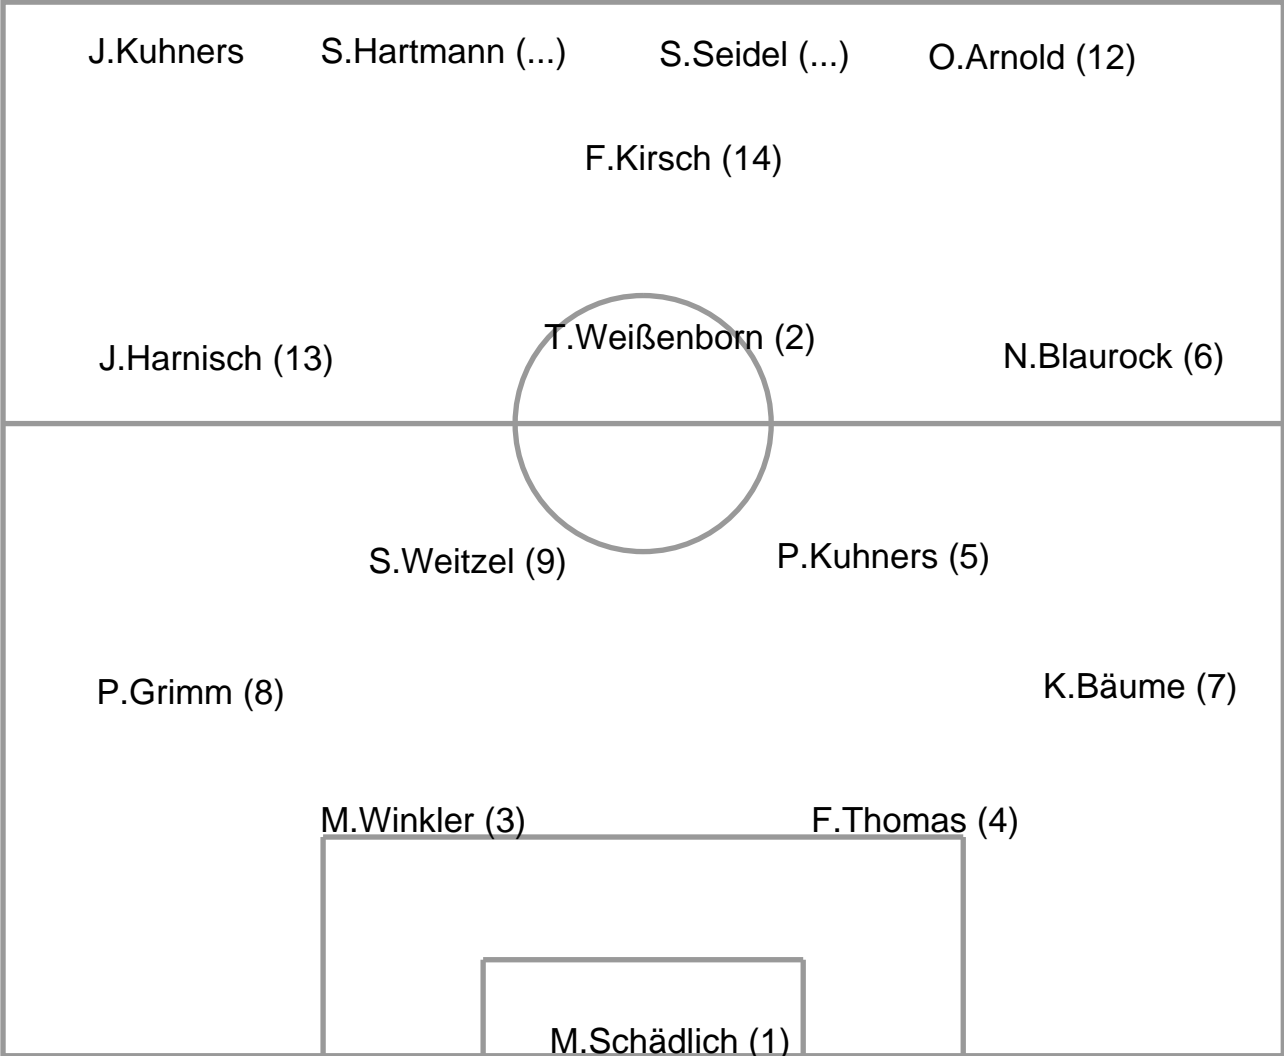 J.Kuhners S.Hartmann (...) S.Seidel (...) O.Arnold (12)
F.Kirsch (14)
J.Harnisch (13) T.Weißenborn (2) N.Blaurock (6)
S.Weitzel (9) P.Kuhners (5)
P.Grimm (8) K.Bäume (7)
M.Winkler (3) F.Thomas (4)
M.Schädlich (1)